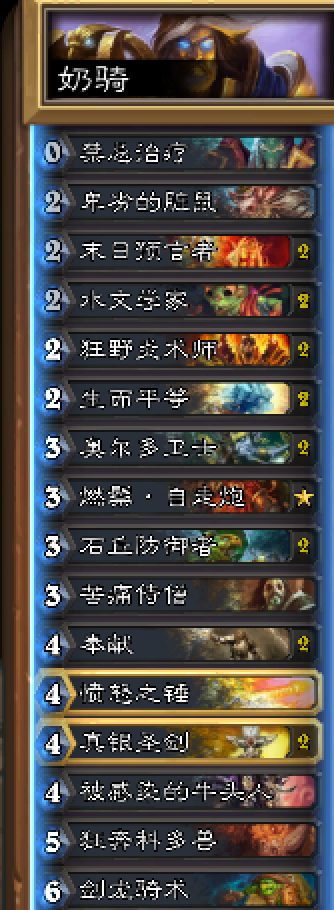 奶骑
0 禁忌治疗
2 卑劣的脏鼠
2 末日预言者 2
2 水文学家 2
2 狂野炎术师 2
2 生而平等 2
3 奥尔多卫士 2
3 燃鬃·自走炮
3 石丘防御者 2
3 苦痛侍僧
4 奉献 2
4 愤怒之锤
4 真银圣剑 2
4 被感染的牛头人
5 狂奔科多兽
6 剑龙骑术